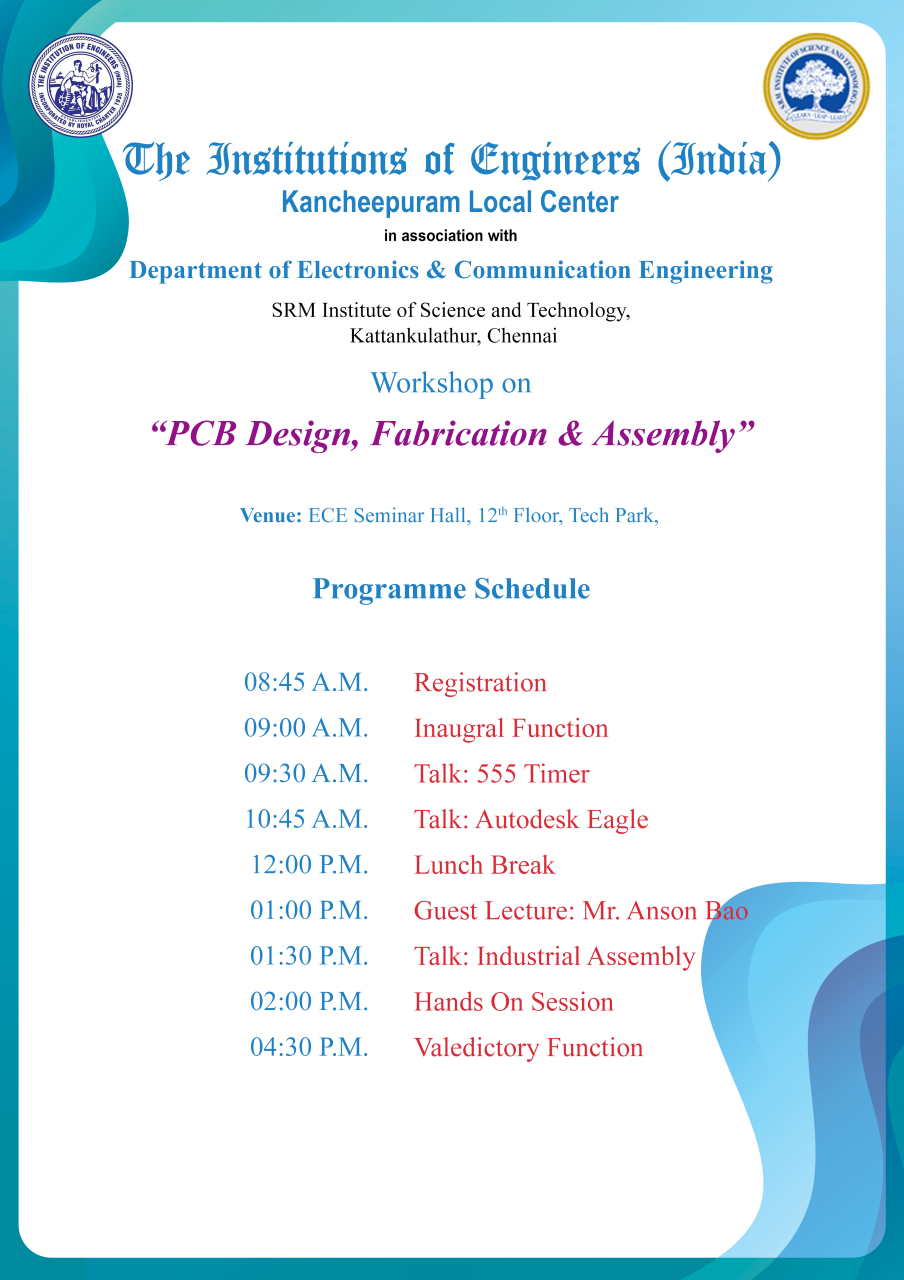 THE INSTITUTION OF ENGINEERS (INDIA)
INCORPORATED BY ROYAL CHARTER 1935
SRM INSTITUTE OF SCIENCE AND TECHNOLOGY
LEARN · LEAP · LEAD
The Institutions of Engineers (India)
Kancheepuram Local Center
in association with
Department of Electronics & Communication Engineering
SRM Institute of Science and Technology,
Kattankulathur, Chennai
Workshop on
“PCB Design, Fabrication & Assembly”
Venue: ECE Seminar Hall, 12th Floor, Tech Park,
Programme Schedule
08:45 A.M. Registration
09:00 A.M. Inaugral Function
09:30 A.M. Talk: 555 Timer
10:45 A.M. Talk: Autodesk Eagle
12:00 P.M. Lunch Break
01:00 P.M. Guest Lecture: Mr. Anson Bao
01:30 P.M. Talk: Industrial Assembly
02:00 P.M. Hands On Session
04:30 P.M. Valedictory Function